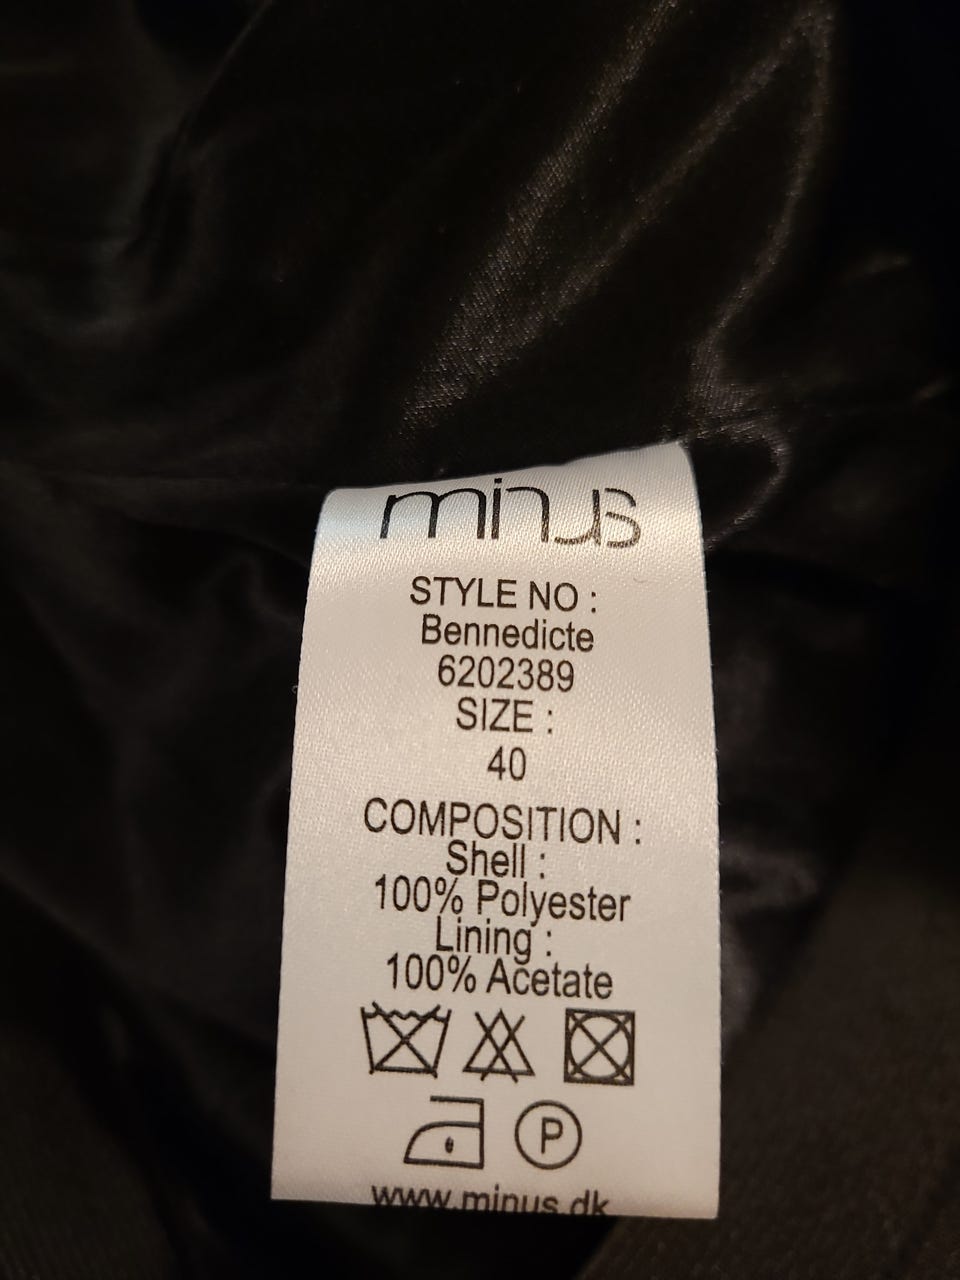 minus
STYLE NO :
Bennedicte
6202389
SIZE :
40
COMPOSITION :
Shell :
100% Polyester
Lining :
100% Acetate
P
www.minus.dk